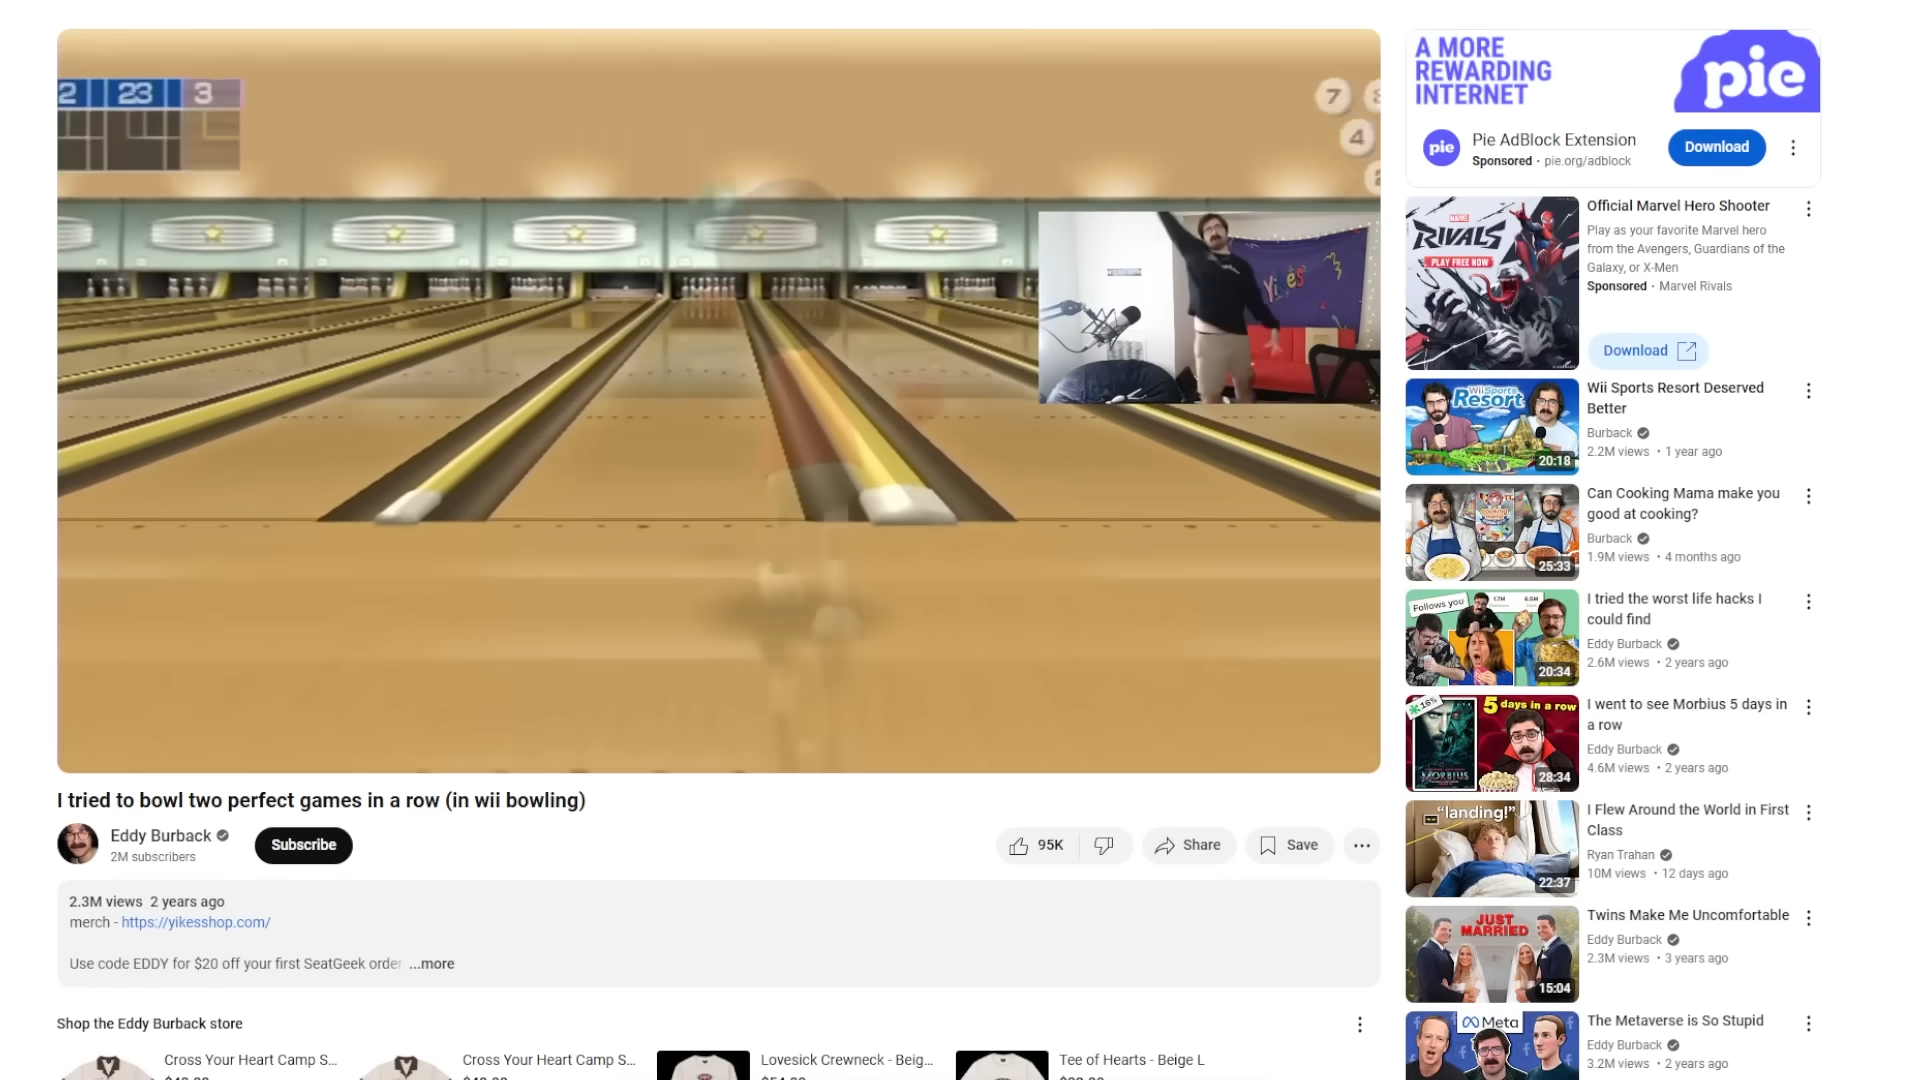 2 23 3
7 8
4
2
Yikes
I tried to bowl two perfect games in a row (in wii bowling)
Eddy Burback
2M subscribers
Subscribe
95K
Share
Save
2.3M views 2 years ago
merch - https://yikesshop.com/
Use code EDDY for $20 off your first SeatGeek order ...more
Shop the Eddy Burback store
Cross Your Heart Camp S...
Cross Your Heart Camp S...
Lovesick Crewneck - Beig...
Tee of Hearts - Beige L
A MORE
REWARDING
INTERNET
pie
pie
Pie AdBlock Extension
Sponsored · pie.org/adblock
Download
MARVEL
RIVALS
PLAY FREE NOW
Official Marvel Hero Shooter
Play as your favorite Marvel hero
from the Avengers, Guardians of the
Galaxy, or X-Men
Sponsored · Marvel Rivals
Download
Wii Sports
Resort
20:18
Wii Sports Resort Deserved
Better
Burback
2.2M views • 1 year ago
25:33
Can Cooking Mama make you
good at cooking?
Burback
1.9M views • 4 months ago
Follows you
20:34
I tried the worst life hacks I
could find
Eddy Burback
2.6M views • 2 years ago
16%
5 days in a row
MORBIUS
28:34
I went to see Morbius 5 days in
a row
Eddy Burback
4.6M views • 2 years ago
"landing!"
22:37
I Flew Around the World in First
Class
Ryan Trahan
10M views • 12 days ago
JUST
MARRIED
15:04
Twins Make Me Uncomfortable
Eddy Burback
2.3M views • 3 years ago
Meta
The Metaverse is So Stupid
Eddy Burback
3.2M views • 2 years ago